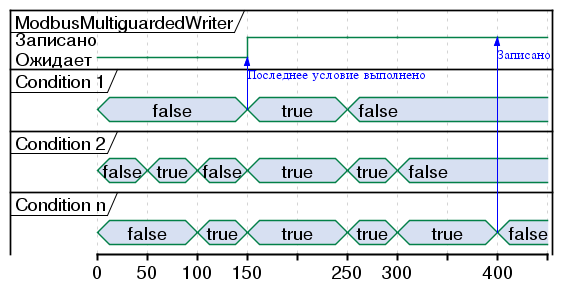 ModbusMultiguardedWriter
Записано
Ожидает
Последнее условие выполнено
Записано
Condition 1
false true false
Condition 2
false true false true true false
Condition n
false true true true true false
0 50 100 150 250 300 400